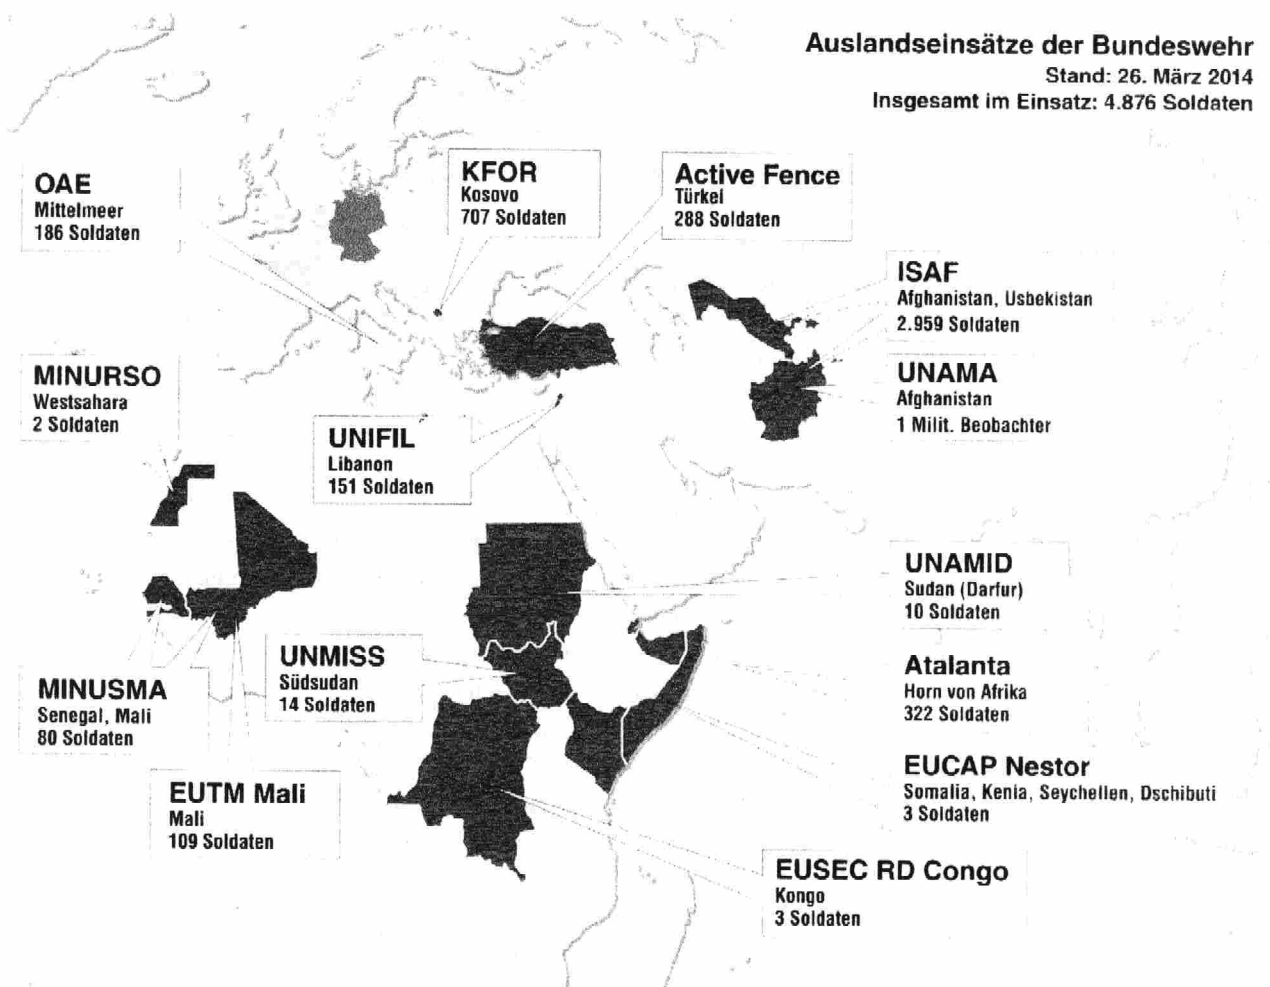 Auslandseinsätze der Bundeswehr
Stand: 26. März 2014
Insgesamt im Einsatz: 4.876 Soldaten
OAE
Mittelmeer
186 Soldaten
KFOR
Kosovo
707 Soldaten
Active Fence
Türkei
288 Soldaten
ISAF
Afghanistan, Usbekistan
2.959 Soldaten
MINURSO
Westsahara
2 Soldaten
UNAMA
Afghanistan
1 Milit. Beobachter
UNIFIL
Libanon
151 Soldaten
UNAMID
Sudan (Darfur)
10 Soldaten
UNMISS
Südsudan
14 Soldaten
Atalanta
Horn von Afrika
322 Soldaten
MINUSMA
Senegal, Mali
80 Soldaten
EUCAP Nestor
Somalia, Kenia, Seychellen, Dschibuti
3 Soldaten
EUTM Mali
Mali
109 Soldaten
EUSEC RD Congo
Kongo
3 Soldaten